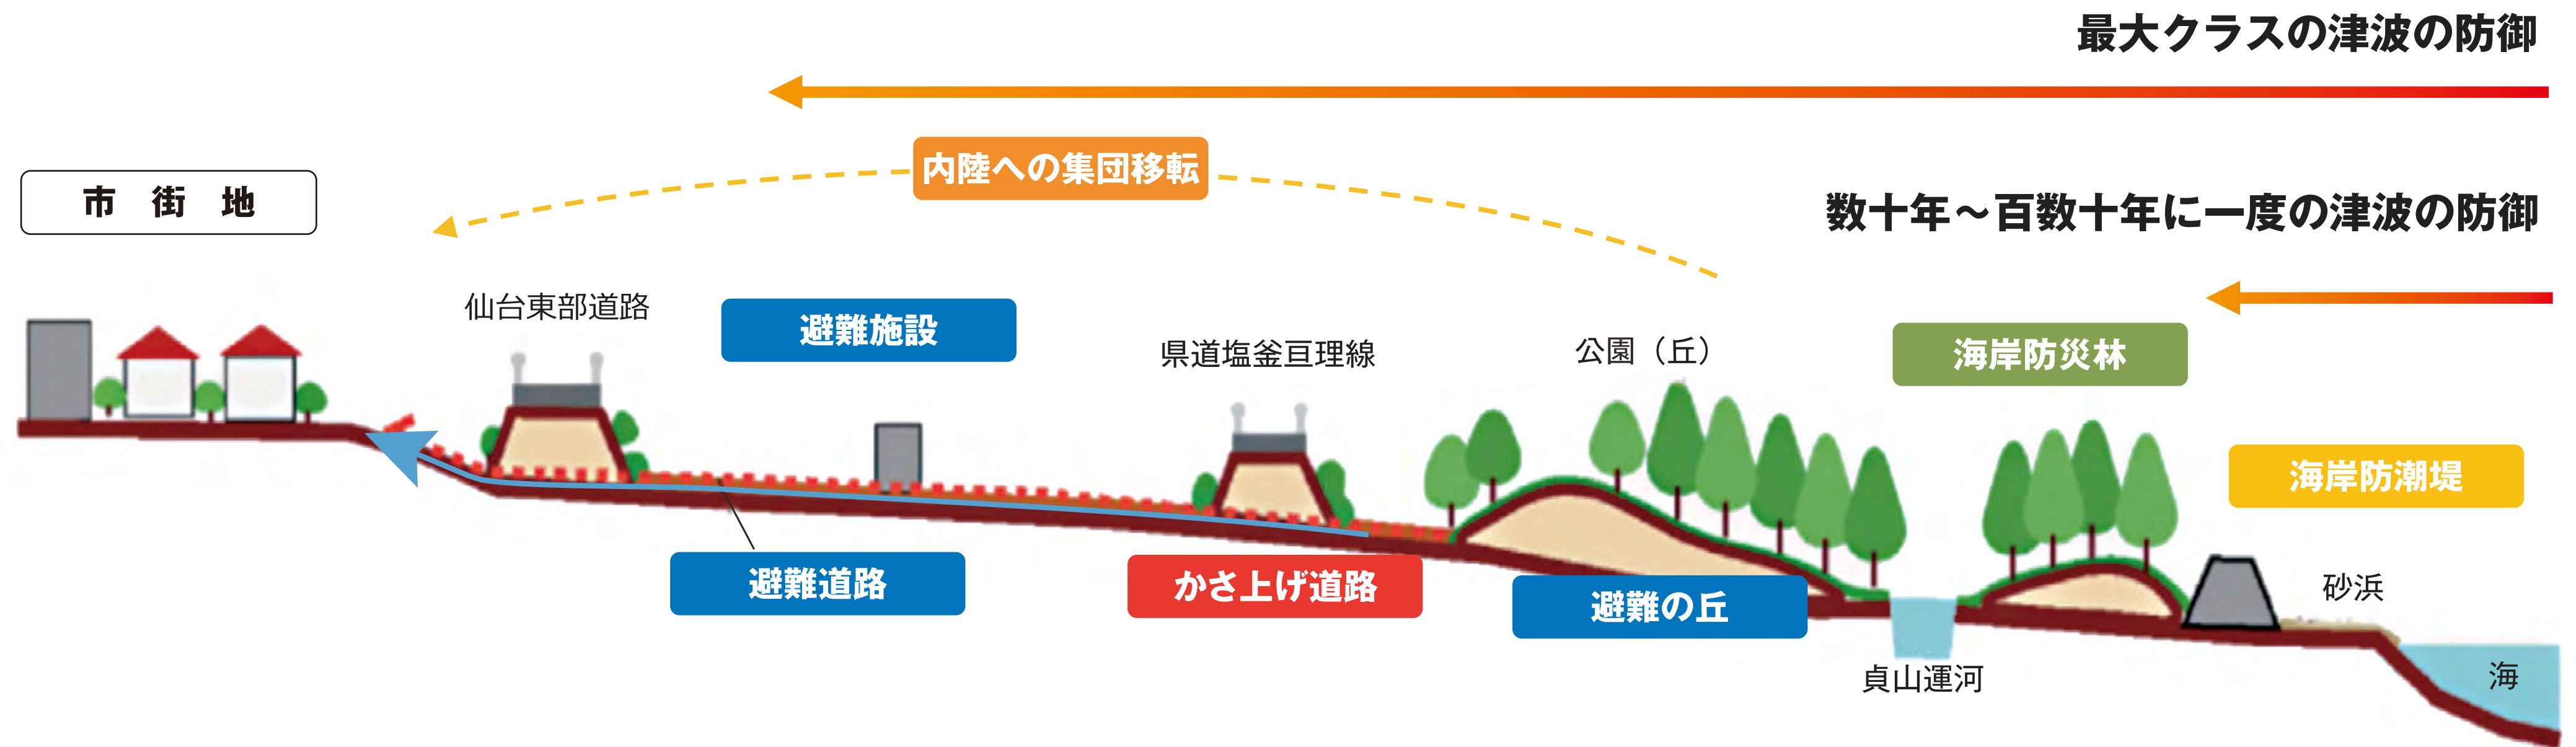 最大クラスの津波の防御
内陸への集団移転
市 街 地
数十年～百数十年に一度の津波の防御
仙台東部道路
避難施設
県道塩釜亘理線
公園（丘）
海岸防災林
海岸防潮堤
避難道路
かさ上げ道路
避難の丘
砂浜
貞山運河
海